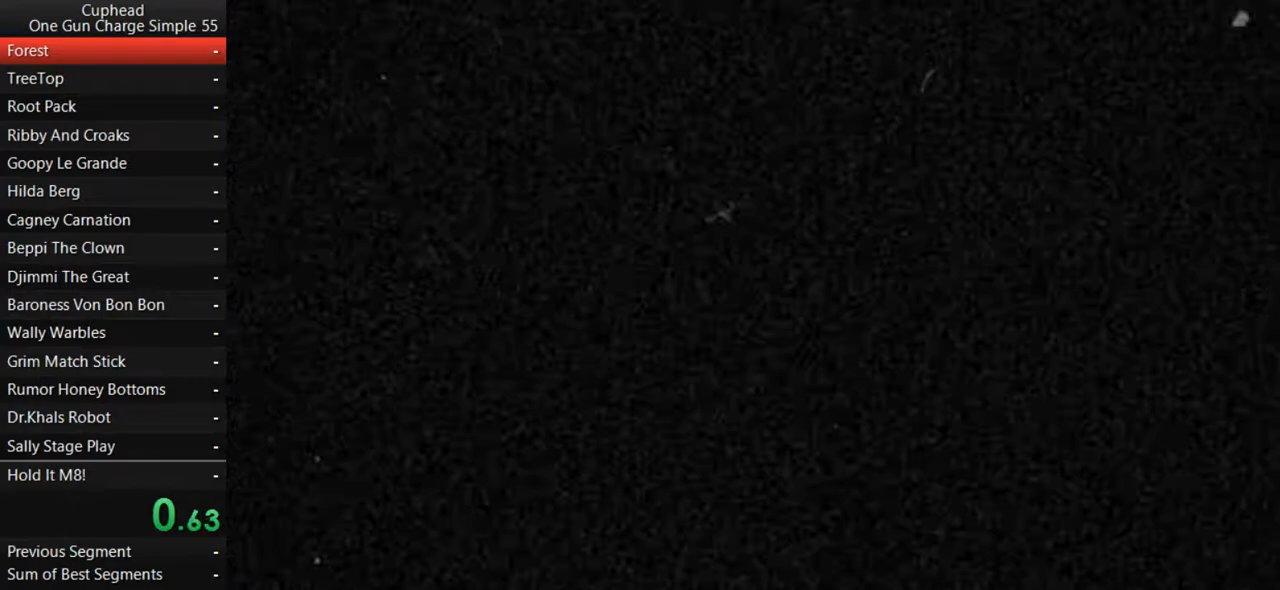 Cuphead
One Gun Charge Simple 55
Forest -
TreeTop -
Root Pack -
Ribby And Croaks -
Goopy Le Grande -
Hilda Berg -
Cagney Carnation -
Beppi The Clown -
Djimmi The Great -
Baroness Von Bon Bon -
Wally Warbles -
Grim Match Stick -
Rumor Honey Bottoms -
Dr.Khals Robot -
Sally Stage Play -
Hold It M8! -
0.63
Previous Segment -
Sum of Best Segments -